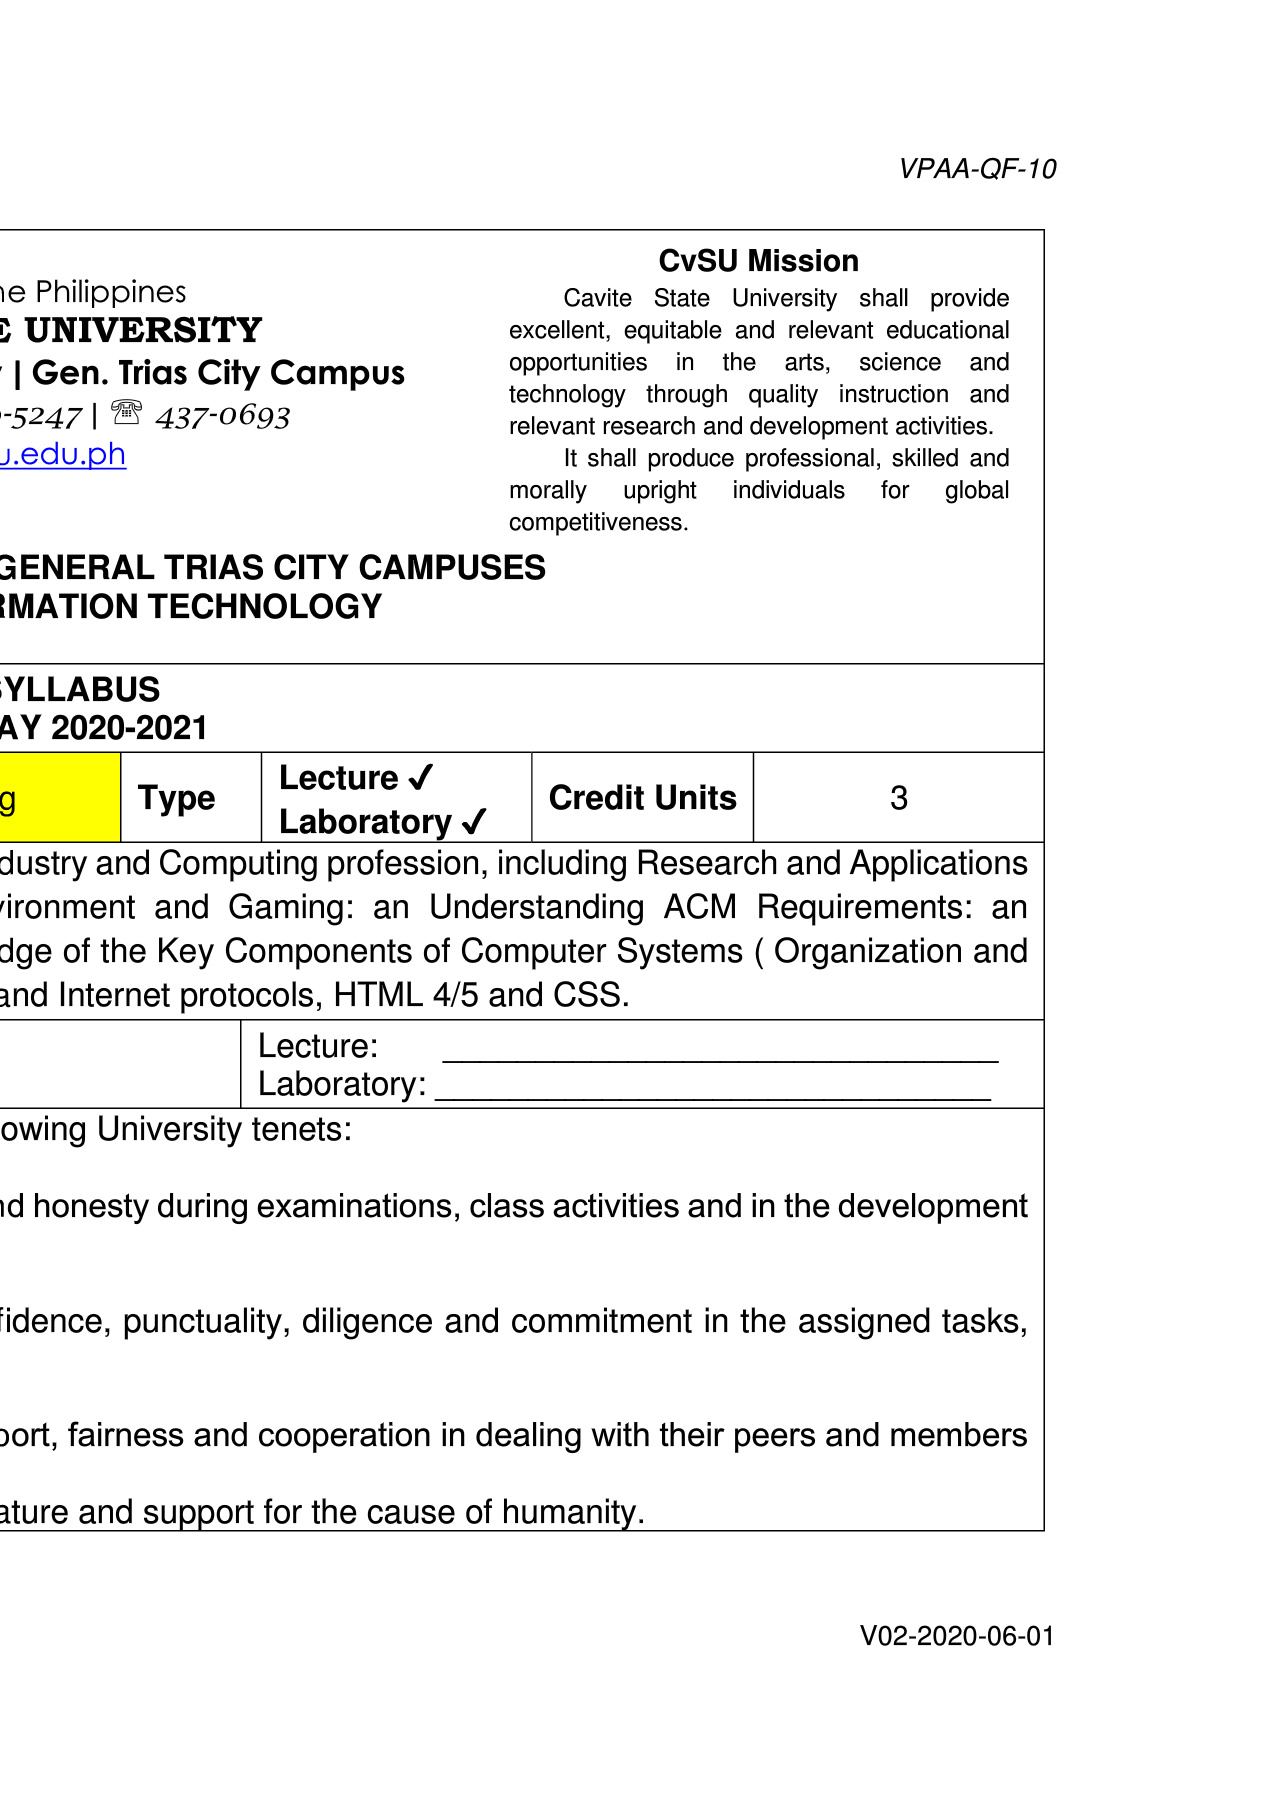 VPAA-QF-10
CvSU Mission
Cavite State University shall provide
excellent, equitable and relevant educational
opportunities in the arts, science and
technology through quality instruction and
relevant research and development activities.
It shall produce professional, skilled and
morally upright individuals for global
competitiveness.
Philippines
UNIVERSITY
| Gen. Trias City Campus
-5247 | ☏ 437-0693
u.edu.ph
GENERAL TRIAS CITY CAMPUSES
RMATION TECHNOLOGY
SYLLABUS
AY 2020-2021
g
Type
Lecture ✓
Laboratory ✓
Credit Units
3
dustry and Computing profession, including Research and Applications
vironment and Gaming: an Understanding ACM Requirements: an
dge of the Key Components of Computer Systems ( Organization and
and Internet protocols, HTML 4/5 and CSS.
Lecture: ______________________________
Laboratory: ______________________________
owing University tenets:
nd honesty during examinations, class activities and in the development
fidence, punctuality, diligence and commitment in the assigned tasks,
port, fairness and cooperation in dealing with their peers and members
ature and support for the cause of humanity.
V02-2020-06-01